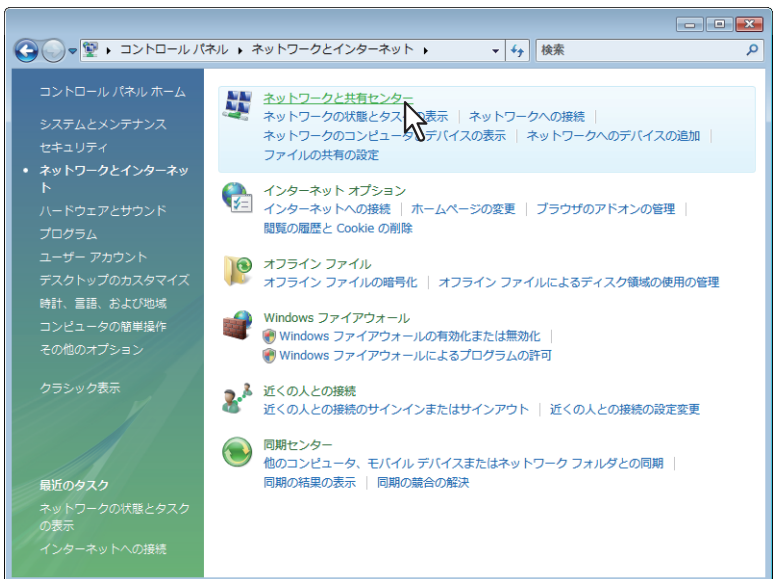 コントロール パネル ▸ ネットワークとインターネット ▸
検索
コントロール パネル ホーム
システムとメンテナンス
セキュリティ
• ネットワークとインターネッ
ト
ハードウェアとサウンド
プログラム
ユーザー アカウント
デスクトップのカスタマイズ
時計、言語、および地域
コンピュータの簡単操作
その他のオプション
クラシック表示
最近のタスク
ネットワークの状態とタスク
の表示
インターネットへの接続
ネットワークと共有センター
ネットワークの状態とタスクの表示 | ネットワークへの接続 |
ネットワークのコンピュータとデバイスの表示 | ネットワークへのデバイスの追加 |
ファイルの共有の設定
インターネット オプション
インターネットへの接続 | ホームページの変更 | ブラウザのアドオンの管理 |
閲覧の履歴と Cookie の削除
オフライン ファイル
オフライン ファイルの暗号化 | オフライン ファイルによるディスク領域の使用の管理
Windows ファイアウォール
Windows ファイアウォールの有効化または無効化 |
Windows ファイアウォールによるプログラムの許可
近くの人との接続
近くの人との接続のサインインまたはサインアウト | 近くの人との接続の設定変更
同期センター
他のコンピュータ、モバイル デバイスまたはネットワーク フォルダとの同期 |
同期の結果の表示 | 同期の競合の解決